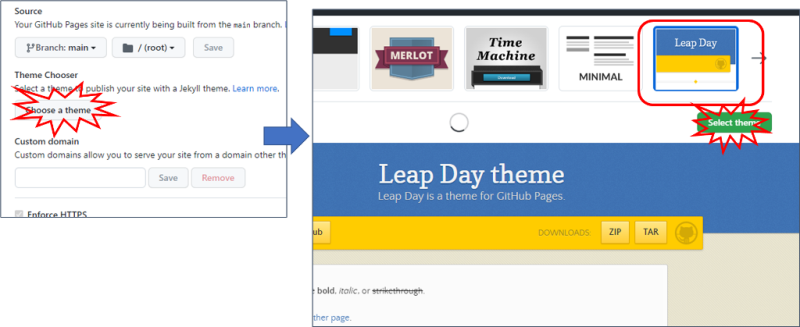 Source
Your GitHub Pages site is currently being built from the main branch.
Branch: main
/ (root)
Save
Theme Chooser
Select a theme to publish your site with a Jekyll theme. Learn more.
Choose a theme
Custom domain
Custom domains allow you to serve your site from a domain other
Save
Remove
Enforce HTTPS
MERLOT
Time
Machine
Download
MINIMAL
Leap Day
Select theme
Leap Day theme
Leap Day is a theme for GitHub Pages.
ub
DOWNLOADS:
ZIP
TAR
bold, italic, or strikethrough.
ther page.